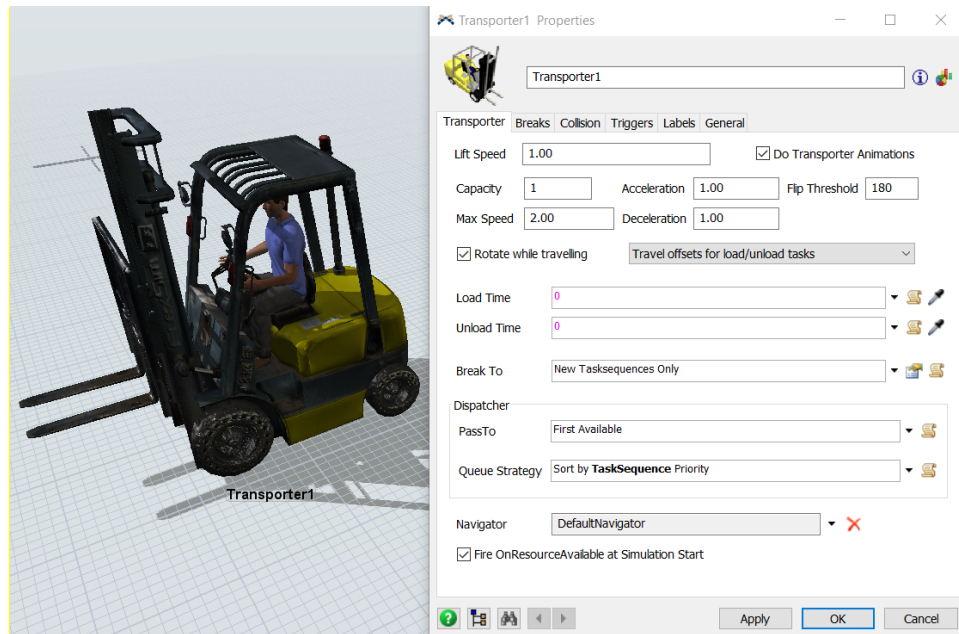 Transporter1 Properties
Transporter1
Transporter Breaks Collision Triggers Labels General
Lift Speed 1.00 Do Transporter Animations
Capacity 1 Acceleration 1.00 Flip Threshold 180
Max Speed 2.00 Deceleration 1.00
Rotate while travelling Travel offsets for load/unload tasks
Load Time 0
Unload Time 0
Break To New Tasksequences Only
Dispatcher
PassTo First Available
Queue Strategy Sort by TaskSequence Priority
Navigator DefaultNavigator
Fire OnResourceAvailable at Simulation Start
Apply OK Cancel
Transporter1